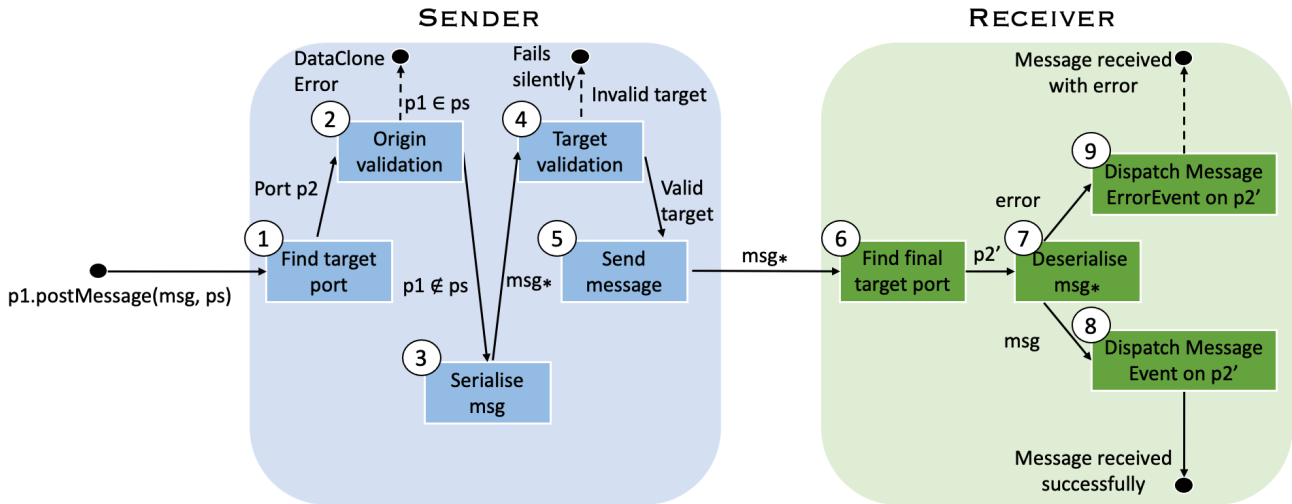 SENDER
RECEIVER
DataClone
Error
Fails
silently
Message received
with error
p1 ∈ ps
Invalid target
2
Origin
validation
4
Target
validation
9
Dispatch Message
ErrorEvent on p2’
Port p2
Valid
target
error
1
Find target
port
5
Send
message
6
Find final
target port
p2’
7
Deserialise
msg*
p1.postMessage(msg, ps)
p1 ∉ ps
msg*
msg*
msg
8
Dispatch Message
Event on p2’
3
Serialise
msg
Message received
successfully